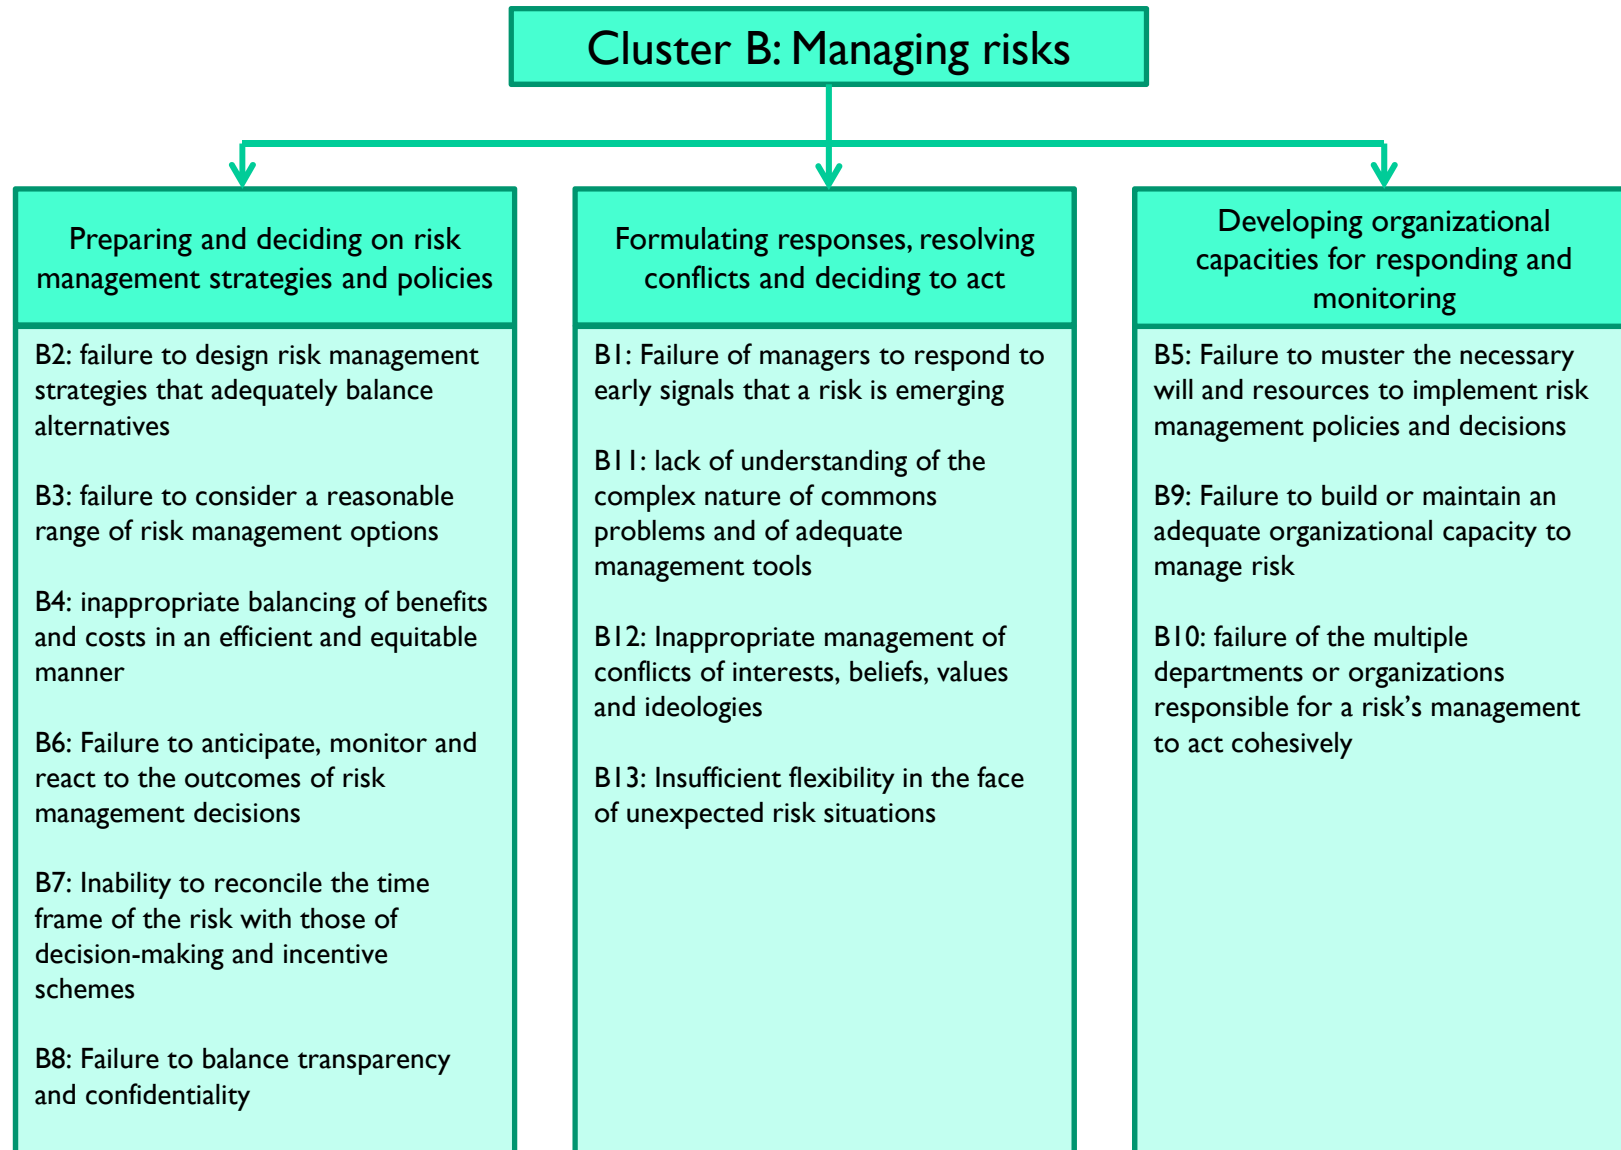 Cluster B: Managing risks
Preparing and deciding on risk
management strategies and policies
B2: failure to design risk management
strategies that adequately balance
alternatives
B3: failure to consider a reasonable
range of risk management options
B4: inappropriate balancing of benefits
and costs in an efficient and equitable
manner
B6: Failure to anticipate, monitor and
react to the outcomes of risk
management decisions
B7: Inability to reconcile the time
frame of the risk with those of
decision-making and incentive
schemes
B8: Failure to balance transparency
and confidentiality
Formulating responses, resolving
conflicts and deciding to act
B1: Failure of managers to respond to
early signals that a risk is emerging
B11: lack of understanding of the
complex nature of commons
problems and of adequate
management tools
B12: Inappropriate management of
conflicts of interests, beliefs, values
and ideologies
B13: Insufficient flexibility in the face
of unexpected risk situations
Developing organizational
capacities for responding and
monitoring
B5: Failure to muster the necessary
will and resources to implement risk
management policies and decisions
B9: Failure to build or maintain an
adequate organizational capacity to
manage risk
B10: failure of the multiple
departments or organizations
responsible for a risk’s management
to act cohesively